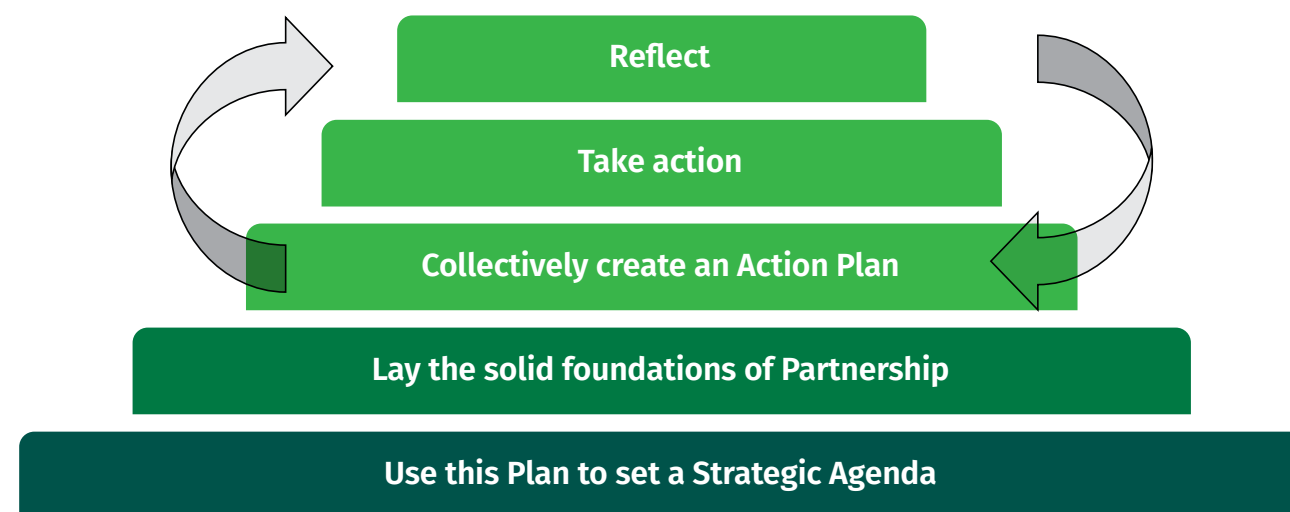 Reflect
Take action
Collectively create an Action Plan
Lay the solid foundations of Partnership
Use this Plan to set a Strategic Agenda